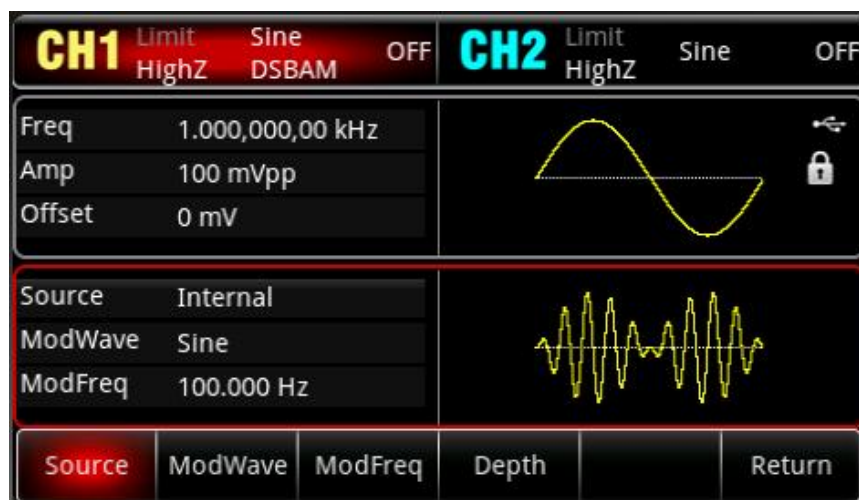 CH1 Limit Sine OFF CH2 Limit Sine OFF
HighZ DSBAM HighZ
Freq 1.000,000,00 kHz
Amp 100 mVpp
Offset 0 mV
Source Internal
ModWave Sine
ModFreq 100.000 Hz
Source ModWave ModFreq Depth Return